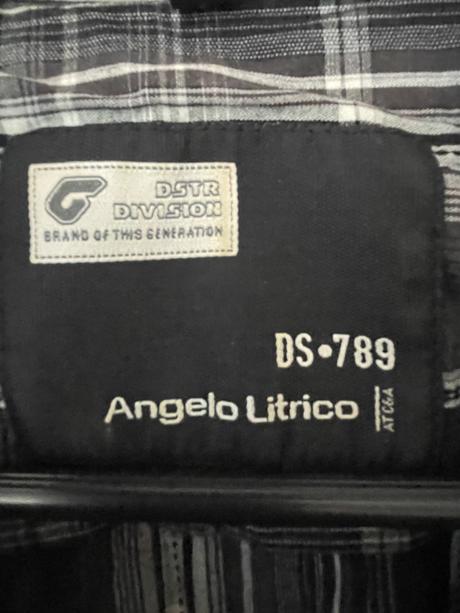 DSTR
DIVISION
BRAND OF THIS GENERATION
DS•789
Angelo Litrico
AT C&A